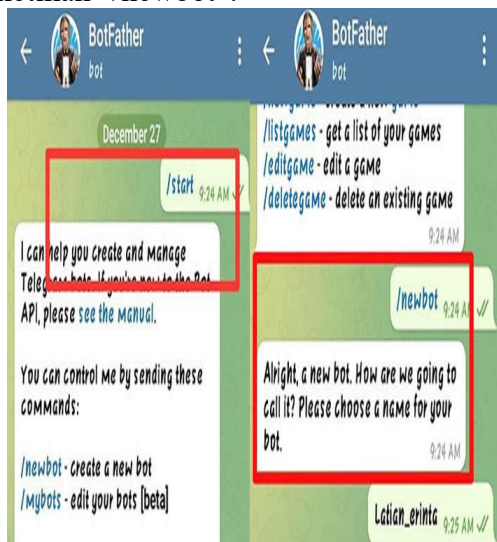 BotFather
bot
December 27
/start 9:24 AM
I can help you create and manage
Telegram bots. If you're new to the Bot
API, please see the manual.
You can control me by sending these
commands:
/newbot - create a new bot
/mybots - edit your bots [beta]
BotFather
bot
/listgames - get a list of your games
/editgame - edit a game
/deletegame - delete an existing game
9:24 AM
/newbot 9:24 AM
Alright, a new bot. How are we going to
call it? Please choose a name for your
bot.
9:24 AM
Latian_erinta 9:25 AM